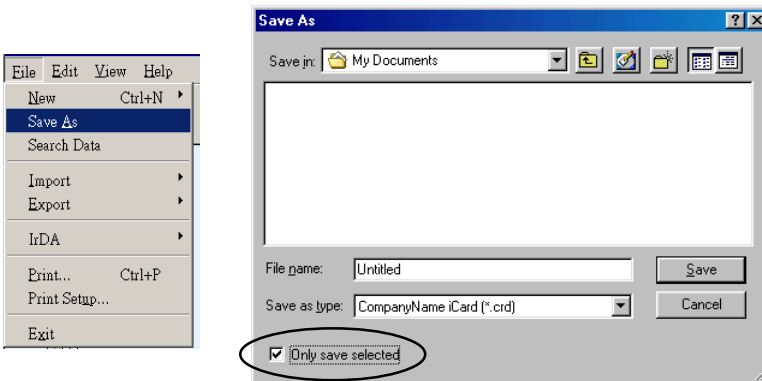 File Edit View Help
New Ctrl+N
Save As
Search Data
Import
Export
IrDA
Print... Ctrl+P
Print Setup...
Exit
Save As
Save in: My Documents
File name: Untitled Save
Save as type: CompanyName iCard (*.crd) Cancel
Only save selected